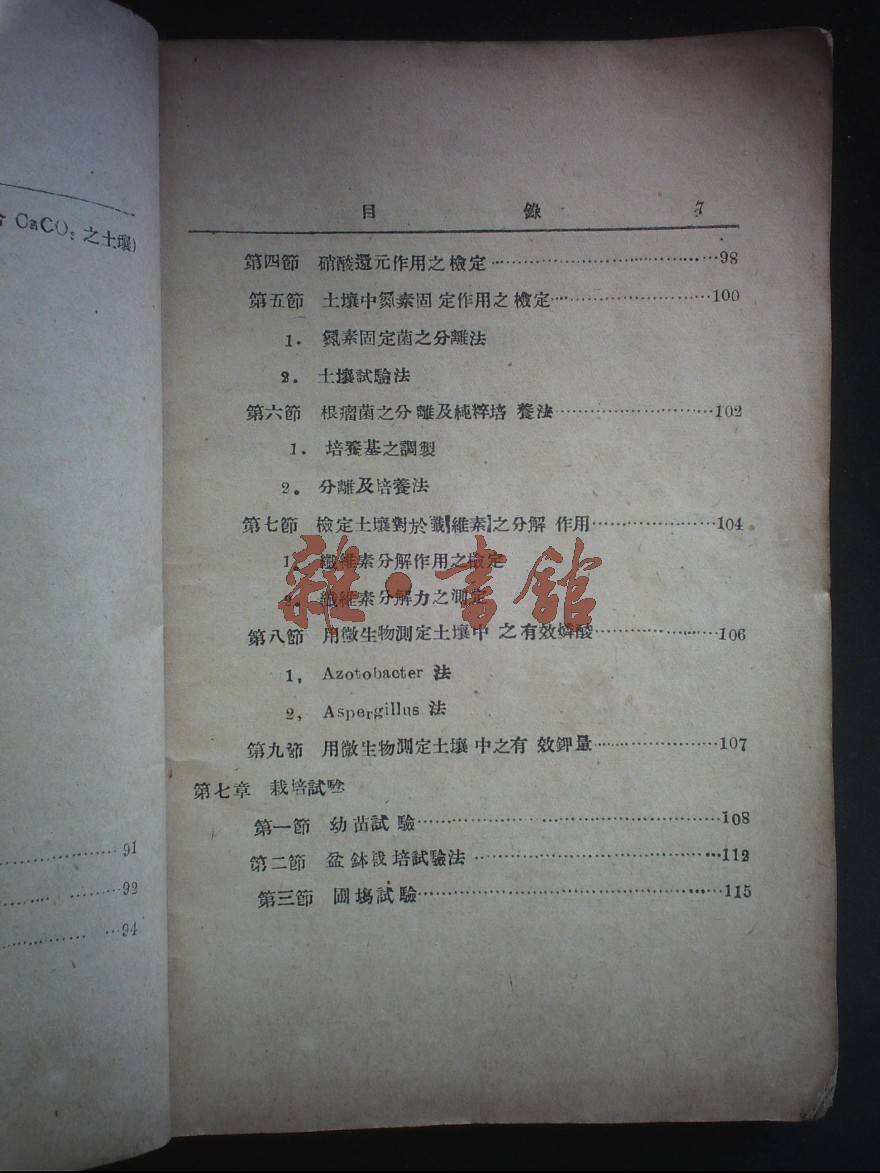 CaCO₃ 之土壤)
91
92
94
目 錄 7
第四節 硝酸還元作用之檢定 98
第五節 土壤中氮素固定作用之檢定 100
1. 氮素固定菌之分離法
2. 土壤試驗法
第六節 根瘤菌之分離及純粹培養法 102
1. 培養基之調製
2. 分離及培養法
第七節 檢定土壤對於纖[維素]之分解作用 104
1. 纖維素分解作用之檢定
2. 纖維素分解力之測定
雜·書館
第八節 用微生物測定土壤中之有效燐酸 106
1, Azotobacter 法
2, Aspergillus 法
第九節 用微生物測定土壤中之有效鉀量 107
第七章 栽培試驗
第一節 幼苗試驗 108
第二節 盆鉢栽培試驗法 112
第三節 圃塲試驗 115